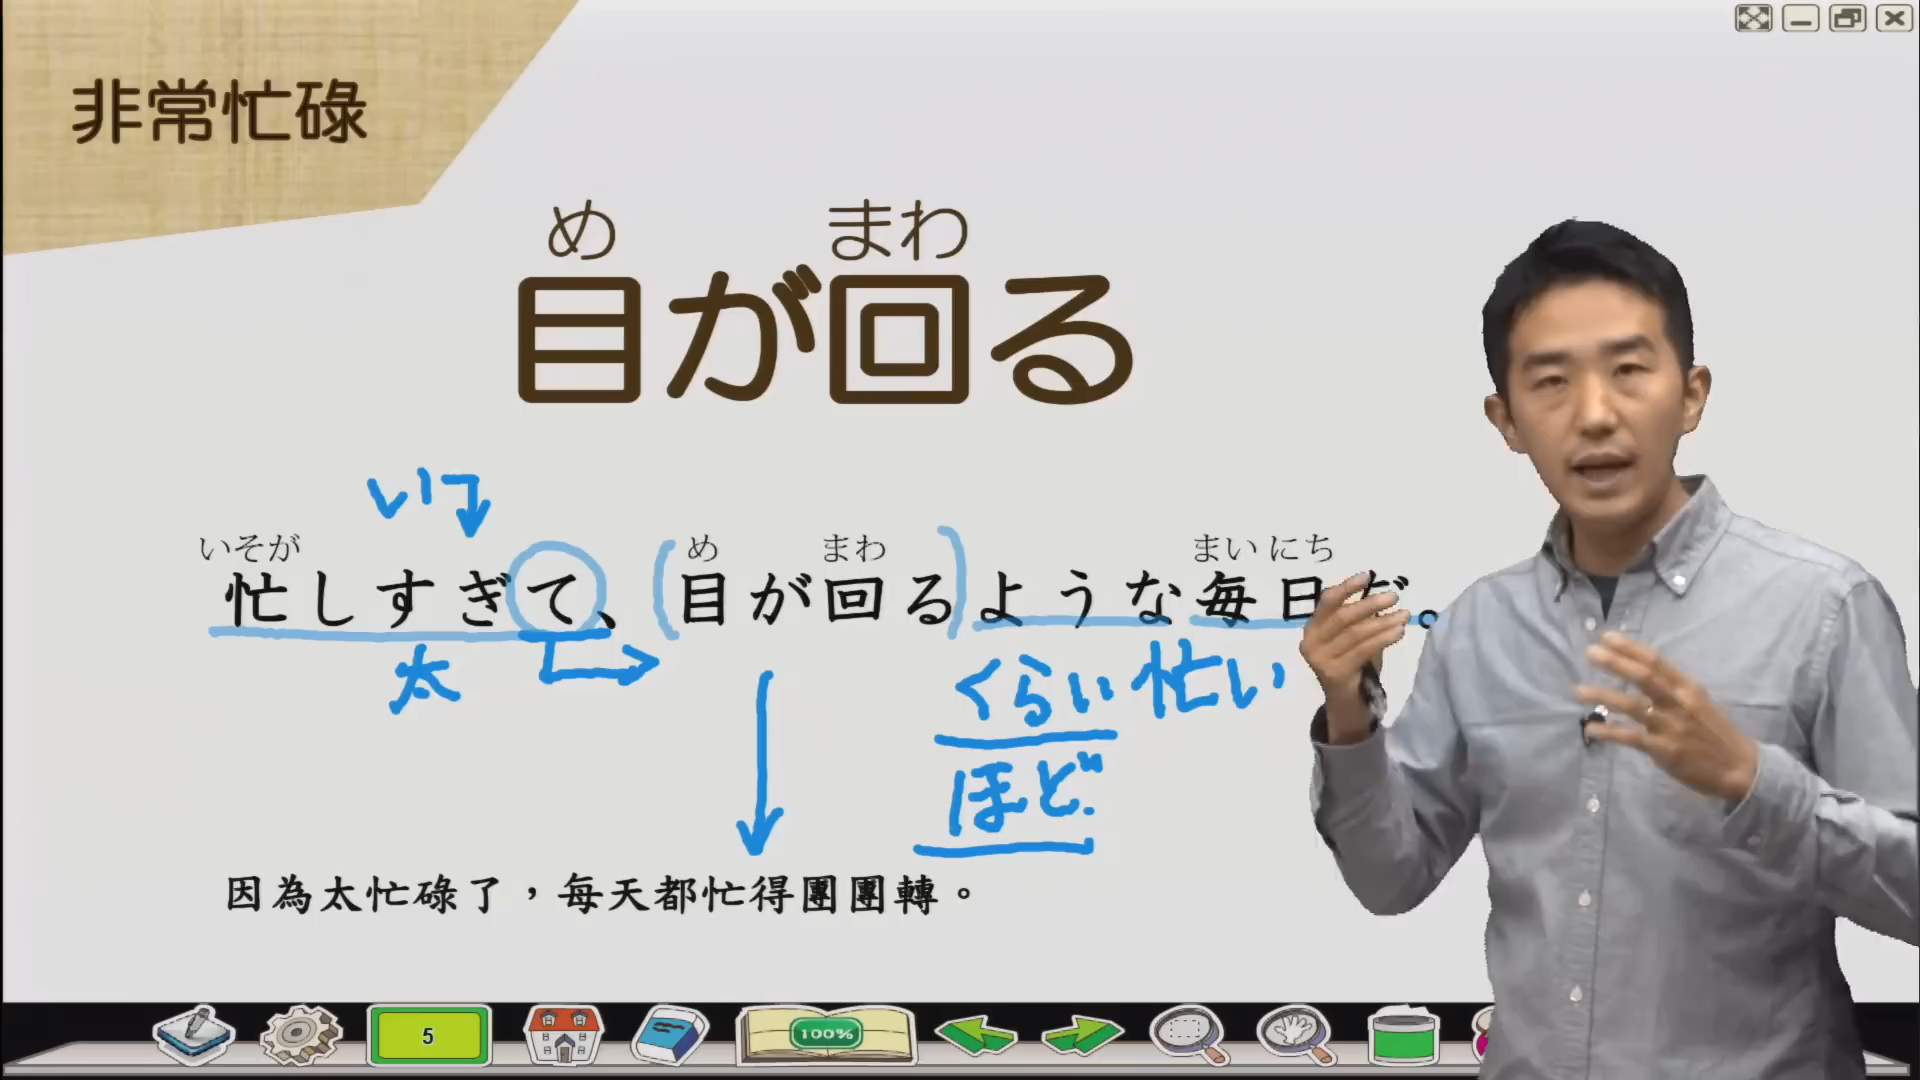 非常忙碌
め まわ
目が回る
い て
いそが め まわ まい にち
忙しすぎて、(目が回る)ような毎日だ。
太 くらい 忙い
ほど
因為太忙碌了，每天都忙得團團轉。
5 100%